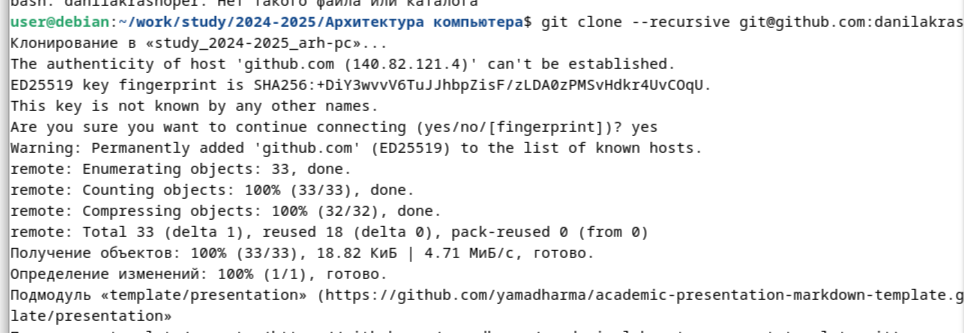 bash: danilakrashoper: Нет такого файла или каталога
user@debian:~/work/study/2024-2025/Архитектура компьютера$ git clone --recursive git@github.com:danilakras
Клонирование в «study_2024-2025_arh-pc»...
The authenticity of host 'github.com (140.82.121.4)' can't be established.
ED25519 key fingerprint is SHA256:+DiY3wvvV6TuJJhbpZisF/zLDA0zPMSvHdkr4UvCOqU.
This key is not known by any other names.
Are you sure you want to continue connecting (yes/no/[fingerprint])? yes
Warning: Permanently added 'github.com' (ED25519) to the list of known hosts.
remote: Enumerating objects: 33, done.
remote: Counting objects: 100% (33/33), done.
remote: Compressing objects: 100% (32/32), done.
remote: Total 33 (delta 1), reused 18 (delta 0), pack-reused 0 (from 0)
Получение объектов: 100% (33/33), 18.82 КиБ | 4.71 МиБ/с, готово.
Определение изменений: 100% (1/1), готово.
Подмодуль «template/presentation» (https://github.com/yamadharma/academic-presentation-markdown-template.g
late/presentation»